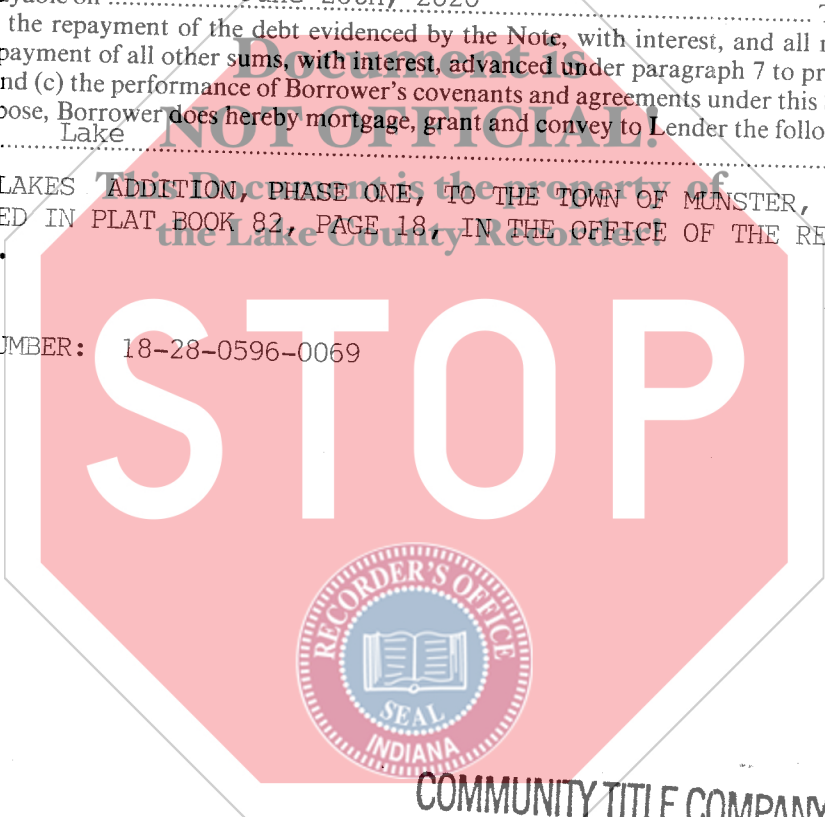 the repayment of the debt evidenced by the Note, with interest, and all
payment of all other sums, with interest, advanced under paragraph 7 to
and (c) the performance of Borrower's covenants and agreements under this
Borrower does hereby mortgage, grant and convey to Lender the
Lake
LAKES ADDITION, PHASE ONE, TO THE TOWN OF MUNSTER,
ED IN PLAT BOOK 82, PAGE 18, IN THE OFFICE OF THE RE
UMBER: 18-28-0596-0069
Document is
NOT OFFICIAL!
This Document is the property of
the Lake County Recorder!
STOP
RECORDER'S OFFICE
SEAL
INDIANA
COMMUNITY TITLE COMPANY